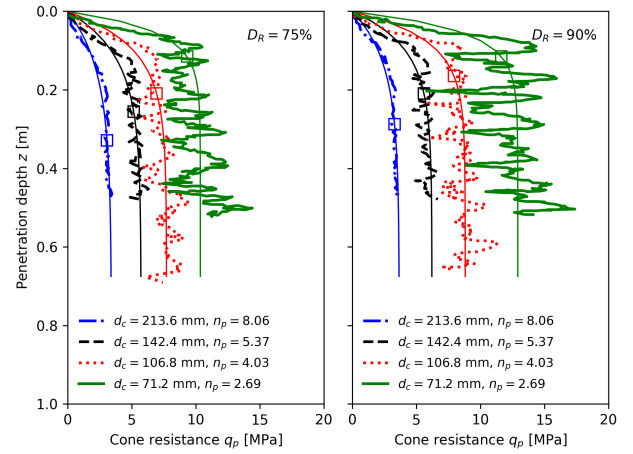 0.0
0.2
0.4
0.6
0.8
1.0
Penetration depth z [m]
D_R = 75%
d_c = 213.6 mm, n_p = 8.06
d_c = 142.4 mm, n_p = 5.37
d_c = 106.8 mm, n_p = 4.03
d_c = 71.2 mm, n_p = 2.69
0 5 10 15 20
Cone resistance q_p [MPa]
D_R = 90%
d_c = 213.6 mm, n_p = 8.06
d_c = 142.4 mm, n_p = 5.37
d_c = 106.8 mm, n_p = 4.03
d_c = 71.2 mm, n_p = 2.69
0 5 10 15 20
Cone resistance q_p [MPa]